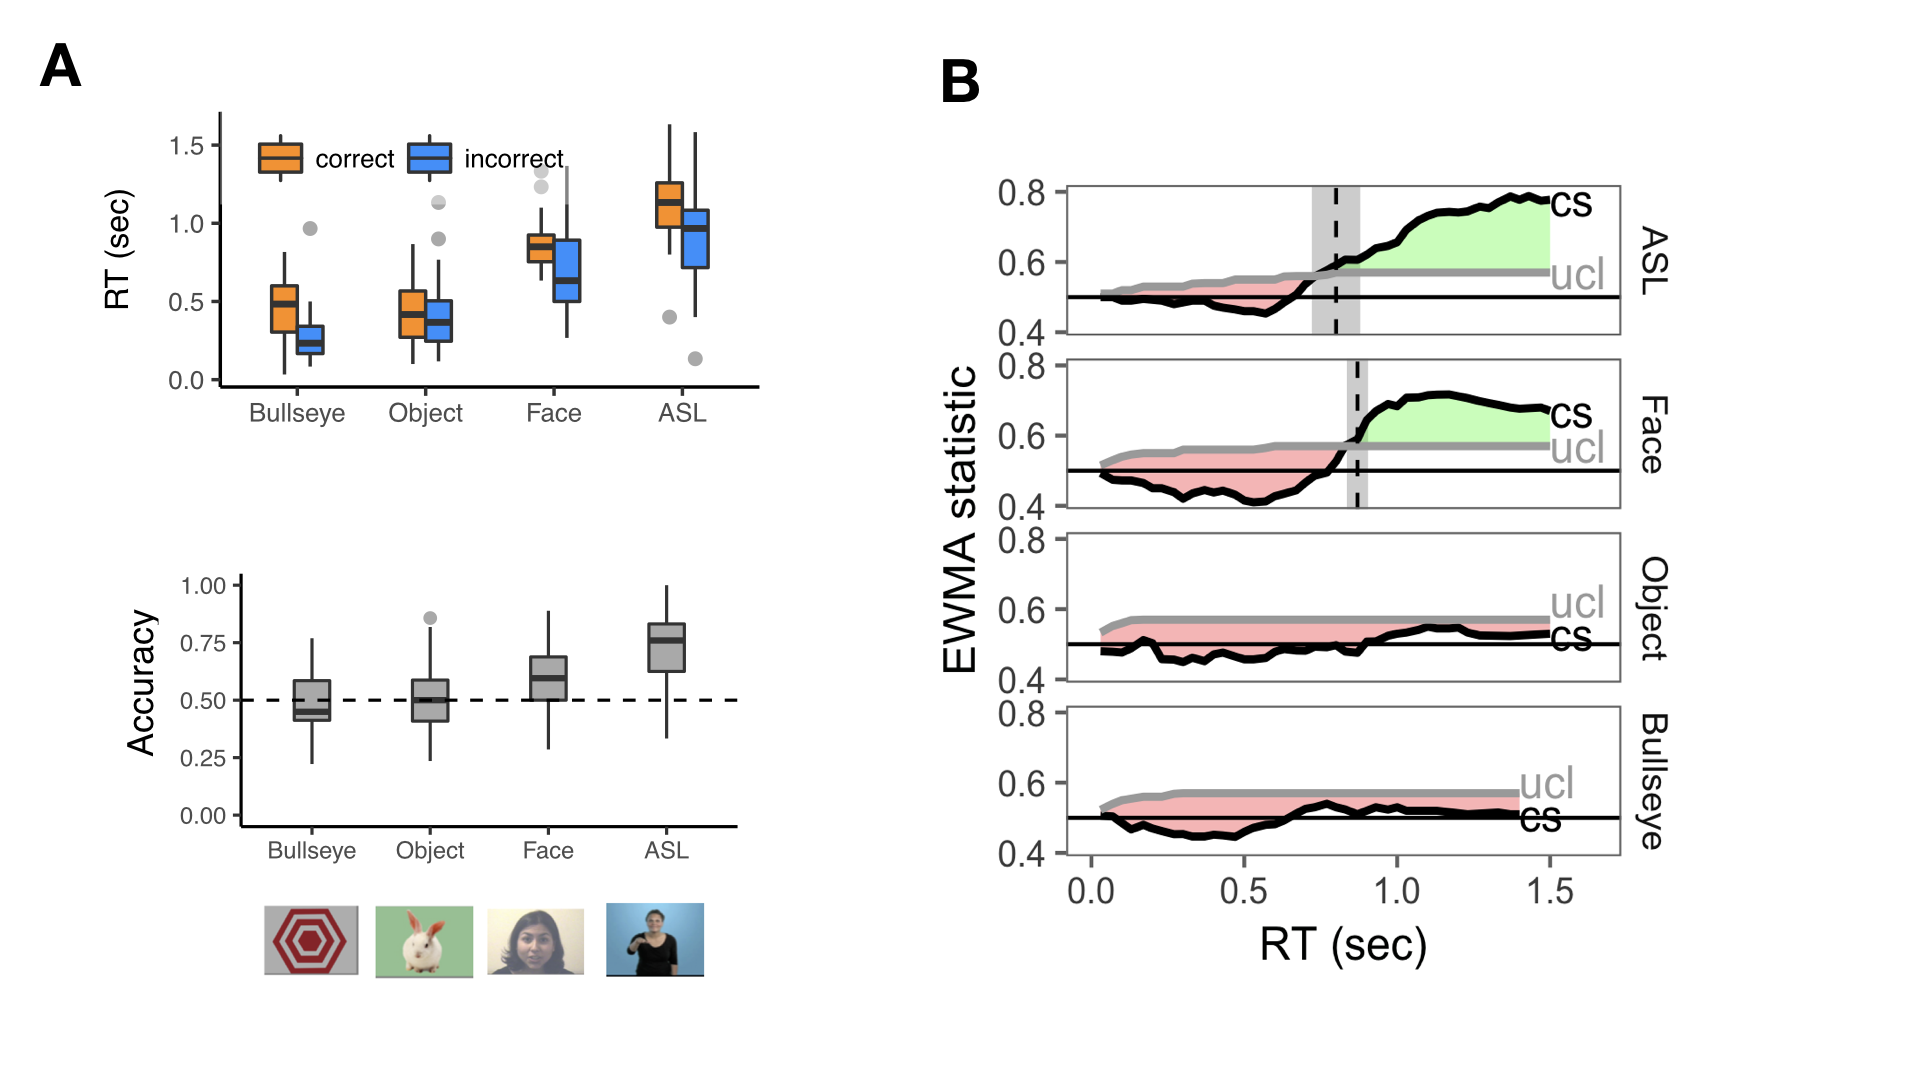 A
RT (sec)
1.5
1.0
0.5
0.0
correct
incorrect
Bullseye
Object
Face
ASL
Accuracy
1.00
0.75
0.50
0.25
0.00
Bullseye
Object
Face
ASL
B
EWMA statistic
0.8
0.6
0.4
cs
ucl
ASL
0.8
0.6
0.4
cs
ucl
Face
0.8
0.6
0.4
ucl
cs
Object
0.8
0.6
0.4
ucl
cs
Bullseye
0.0
0.5
1.0
1.5
RT (sec)